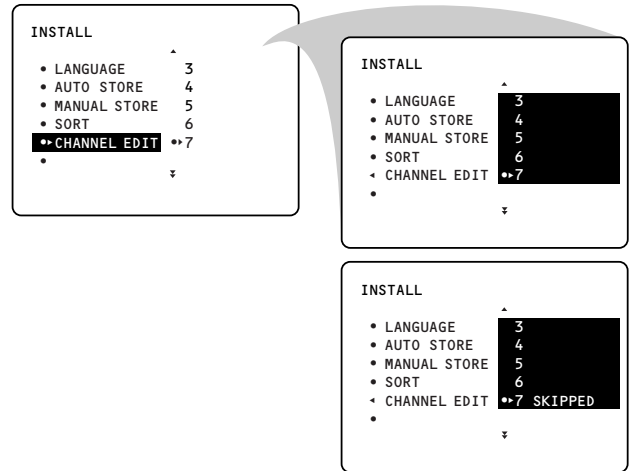 INSTALL
• LANGUAGE 3
• AUTO STORE 4
• MANUAL STORE 5
• SORT 6
CHANNEL EDIT 7
INSTALL
• LANGUAGE 3
• AUTO STORE 4
• MANUAL STORE 5
• SORT 6
CHANNEL EDIT 7
INSTALL
• LANGUAGE 3
• AUTO STORE 4
• MANUAL STORE 5
• SORT 6
CHANNEL EDIT 7 SKIPPED